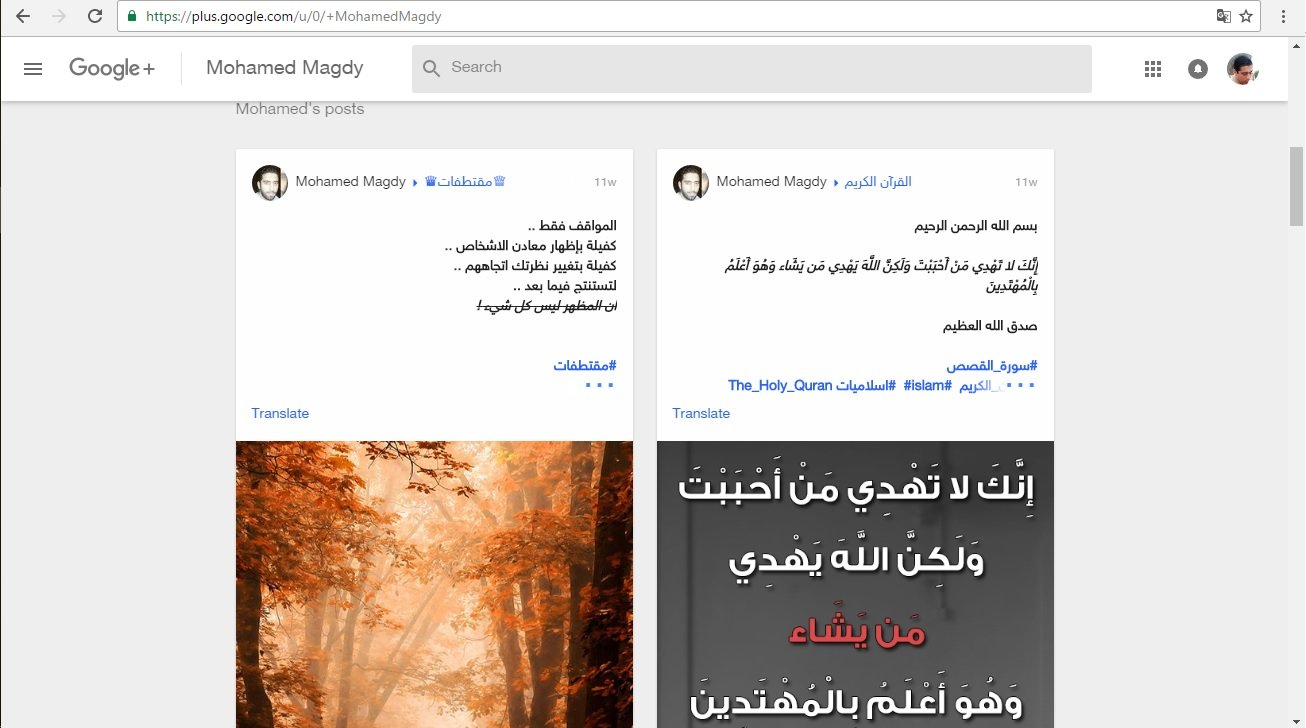 https://plus.google.com/u/0/+MohamedMagdy
Google+
Mohamed Magdy
Search
Mohamed's posts
Mohamed Magdy ▸ ♛مقتطفات♕
11w
المواقف فقط ..
كفيلة بإظهار معادن الاشخاص ..
كفيلة بتغيير نظرتك اتجاههم ..
لتستنتج فيما بعد ..
ان المظهر ليس كل شيء !
#مقتطفات
Translate
Mohamed Magdy ▸ القرآن الكريم
11w
بسم الله الرحمن الرحيم
إِنَّكَ لا تَهْدِي مَنْ أَحْبَبْتَ وَلَكِنَّ اللَّهَ يَهْدِي مَن يَشَاء وَهُوَ أَعْلَمُ
بِالْمُهْتَدِينَ
صدق الله العظيم
#سورة_القصص
الكريم #islam #اسلاميات #The_Holy_Quran
Translate
إِنَّكَ لا تَهْدِي مَنْ أَحْبَبْتَ
وَلَكِنَّ اللَّهَ يَهْدِي
مَن يَشَاء
وَهُوَ أَعْلَمُ بِالْمُهْتَدِينَ